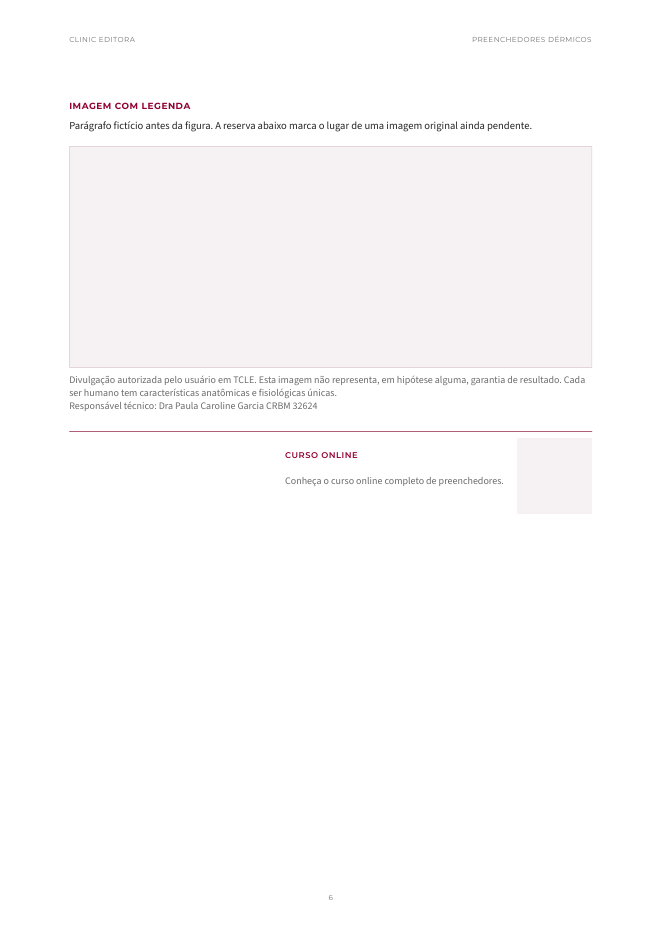 CLINIC EDITORA
PREENCHEDORES DÉRMICOS
IMAGEM COM LEGENDA
Parágrafo fictício antes da figura. A reserva abaixo marca o lugar de uma imagem original ainda pendente.
Divulgação autorizada pelo usuário em TCLE. Esta imagem não representa, em hipótese alguma, garantia de resultado. Cada
ser humano tem características anatômicas e fisiológicas únicas.
Responsável técnico: Dra Paula Caroline Garcia CRBM 32624
CURSO ONLINE
Conheça o curso online completo de preenchedores.
6